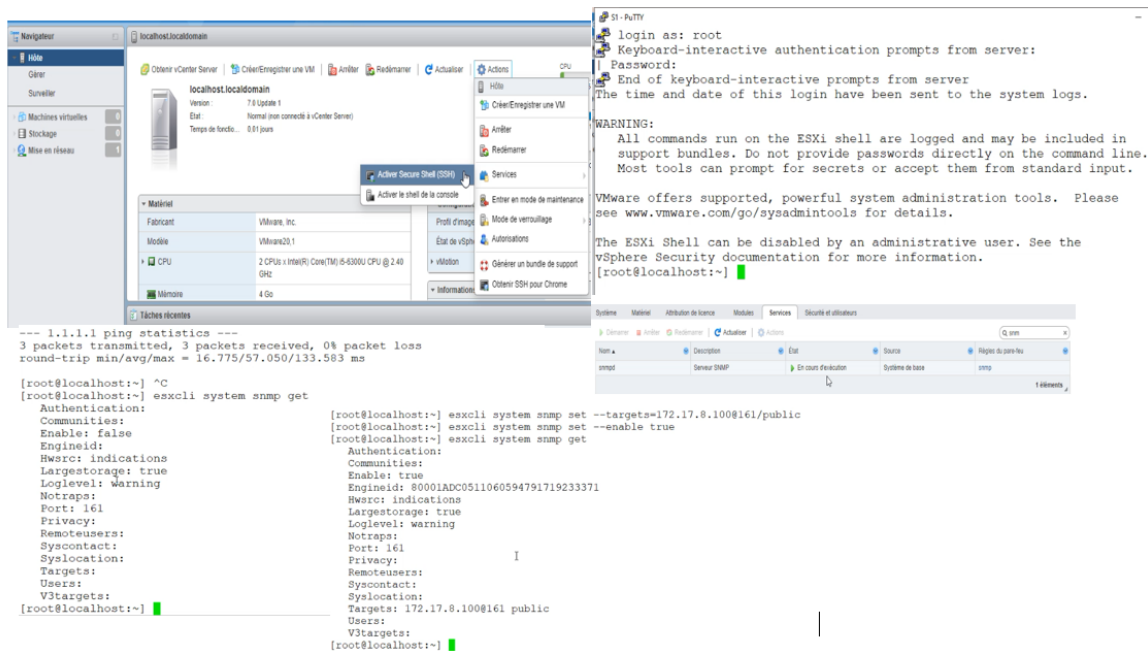 Navigateur
Hôte
Gérer
Surveiller
Machines virtuelles 0
Stockage 0
Mise en réseau 1
localhost.localdomain
Obtenir vCenter Server Créer/Enregistrer une VM Arrêter Redémarrer Actualiser Actions
CPU
localhost.localdomain
Version : 7.0 Update 1
État : Normal (non connecté à vCenter Server)
Temps de fonctio... 0.01 jours
Hôte
Créer/Enregistrer une VM
Arrêter
Redémarrer
Services
Entrer en mode de maintenance
Mode de verrouillage
Autorisations
Générer un bundle de support
Obtenir SSH pour Chrome
Activer Secure Shell (SSH)
Activer le shell de la console
Matériel
Fabricant VMware, Inc.
Modèle VMware20,1
CPU 2 CPUs x Intel(R) Core(TM) i5-6300U CPU @ 2.40
GHz
Mémoire 4 Go
Profil d'image
État de vSph
vMotion
Information
Tâches récentes
S1 - PuTTY
login as: root
Keyboard-interactive authentication prompts from server:
| Password:
End of keyboard-interactive prompts from server
The time and date of this login have been sent to the system logs.
WARNING:
All commands run on the ESXi shell are logged and may be included in
support bundles. Do not provide passwords directly on the command line.
Most tools can prompt for secrets or accept them from standard input.
VMware offers supported, powerful system administration tools. Please
see www.vmware.com/go/sysadmintools for details.
The ESXi Shell can be disabled by an administrative user. See the
vSphere Security documentation for more information.
[root@localhost:~]
Système Matériel Attribution de licence Modules Services Sécurité et utilisateurs
Démarrer Arrêter Redémarrer Actualiser Actions
snm
Nom Description État Source Règles du pare-feu
snmpd Serveur SNMP En cours d'exécution Système de base snmp
1 éléments
--- 1.1.1.1 ping statistics ---
3 packets transmitted, 3 packets received, 0% packet loss
round-trip min/avg/max = 16.775/57.050/133.583 ms
[root@localhost:~] ^C
[root@localhost:~] esxcli system snmp get
Authentication:
Communities:
Enable: false
Engineid:
Hwsrc: indications
Largestorage: true
Loglevel: warning
Notraps:
Port: 161
Privacy:
Remoteusers:
Syscontact:
Syslocation:
Targets:
Users:
V3targets:
[root@localhost:~]
[root@localhost:~] esxcli system snmp set --targets=172.17.8.100@161/public
[root@localhost:~] esxcli system snmp set --enable true
[root@localhost:~] esxcli system snmp get
Authentication:
Communities:
Enable: true
Engineid: 80001ADC0511060594791719233371
Hwsrc: indications
Largestorage: true
Loglevel: warning
Notraps:
Port: 161
Privacy:
Remoteusers:
Syscontact:
Syslocation:
Targets: 172.17.8.100@161 public
Users:
V3targets:
[root@localhost:~]